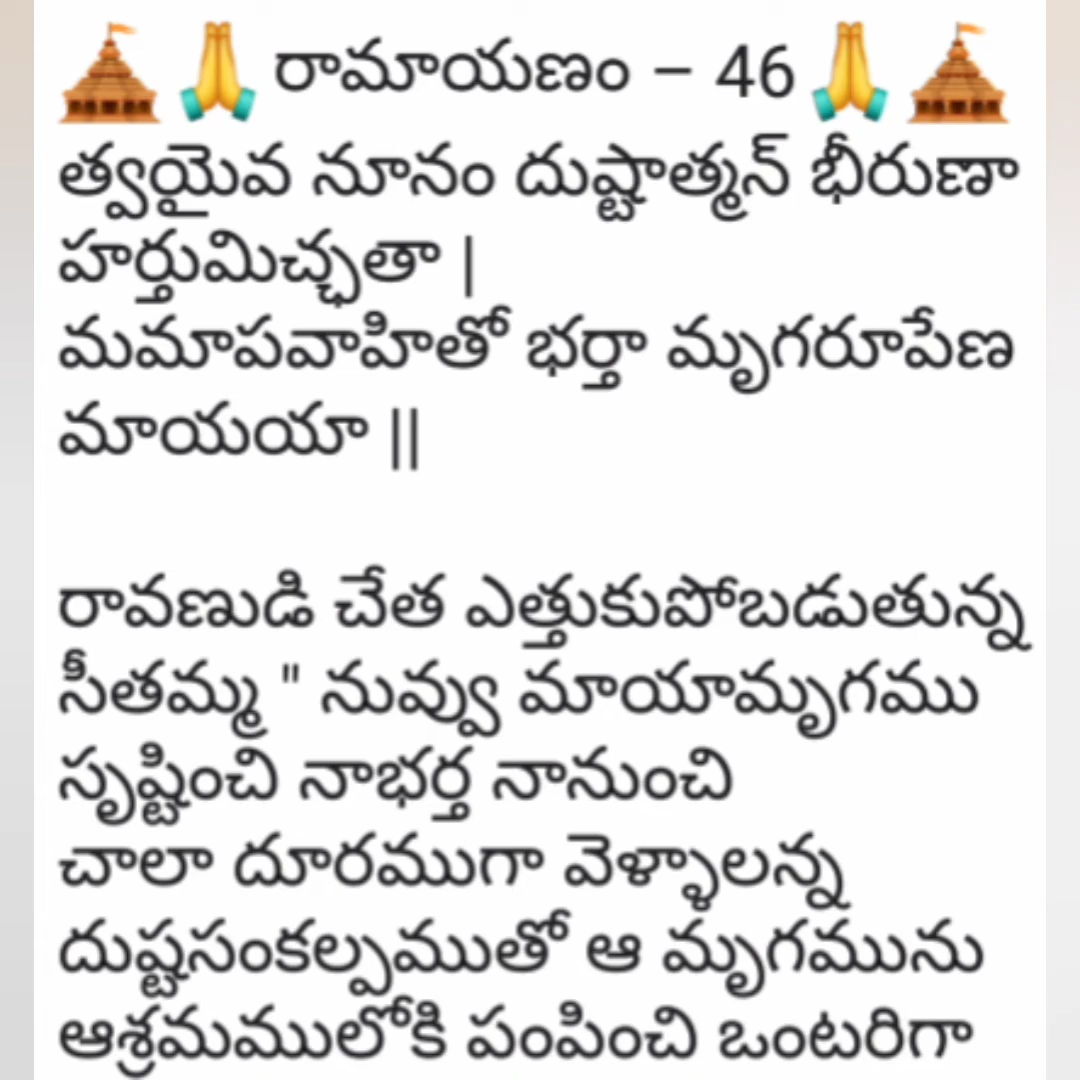 రామాయణం – 46
త్వయైవ నూనం దుష్టాత్మన్ భీరుణా
హర్తుమిచ్ఛతా |
మమాపవాహితో భర్తా మృగరూపేణ
మాయయా ||
రావణుడి చేత ఎత్తుకుపోబడుతున్న
సీతమ్మ " నువ్వు మాయామృగము
సృష్టించి నాభర్త నానుంచి
చాలా దూరముగా వెళ్ళాలన్న
దుష్టసంకల్పముతో ఆ మృగమును
ఆశ్రమములోకి పంపించి ఒంటరిగా